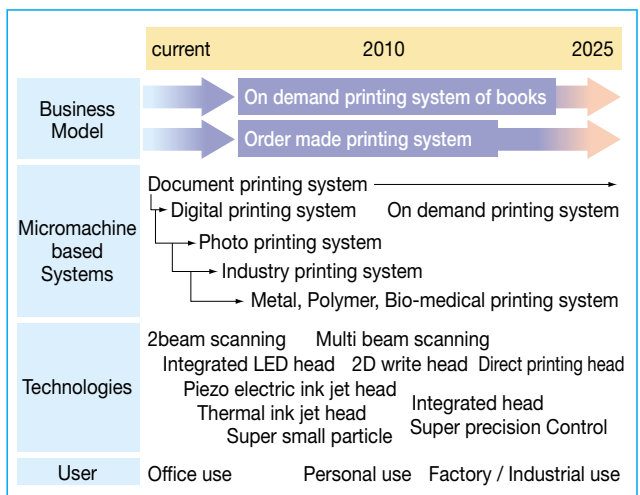 current 2010 2025
Business Model
On demand printing system of books
Order made printing system
Micromachine based Systems
Document printing system
Digital printing system On demand printing system
Photo printing system
Industry printing system
Metal, Polymer, Bio-medical printing system
Technologies
2beam scanning Multi beam scanning
Integrated LED head 2D write head Direct printing head
Piezo electric ink jet head
Integrated head
Thermal ink jet head
Super precision Control
Super small particle
User
Office use Personal use Factory / Industrial use